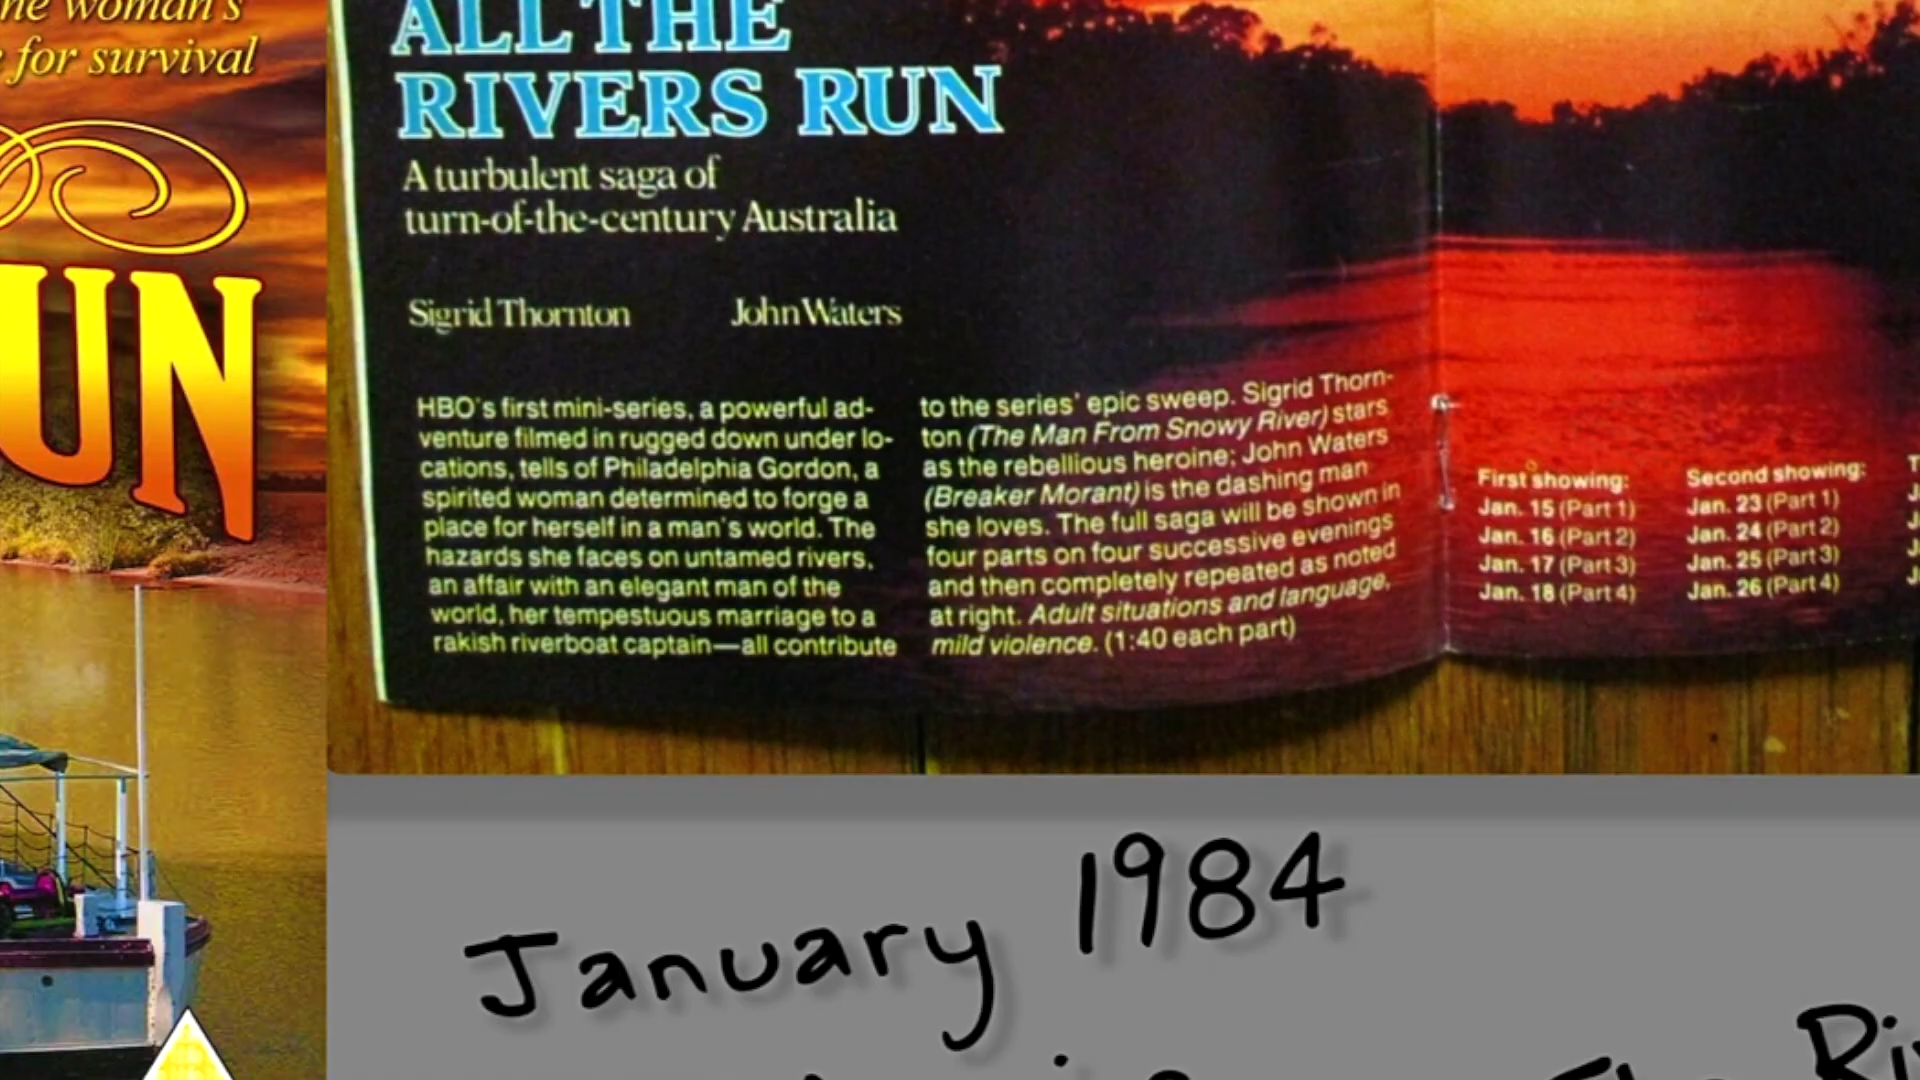 ne woman's
for survival
UN
ALL THE
RIVERS RUN
A turbulent saga of
turn-of-the-century Australia
Sigrid Thornton John Waters
HBO's first mini-series, a powerful ad-
venture filmed in rugged down under lo-
cations, tells of Philadelphia Gordon, a
spirited woman determined to forge a
place for herself in a man's world. The
hazards she faces on untamed rivers,
an affair with an elegant man of the
world, her tempestuous marriage to a
rakish riverboat captain—all contribute
to the series' epic sweep. Sigrid Thorn-
ton (The Man From Snowy River) stars
as the rebellious heroine; John Waters
(Breaker Morant) is the dashing man
she loves. The full saga will be shown in
four parts on four successive evenings
and then completely repeated as noted
at right. Adult situations and language,
mild violence. (1:40 each part)
First showing:
Jan. 15 (Part 1)
Jan. 16 (Part 2)
Jan. 17 (Part 3)
Jan. 18 (Part 4)
Second showing:
Jan. 23 (Part 1)
Jan. 24 (Part 2)
Jan. 25 (Part 3)
Jan. 26 (Part 4)
January 1984